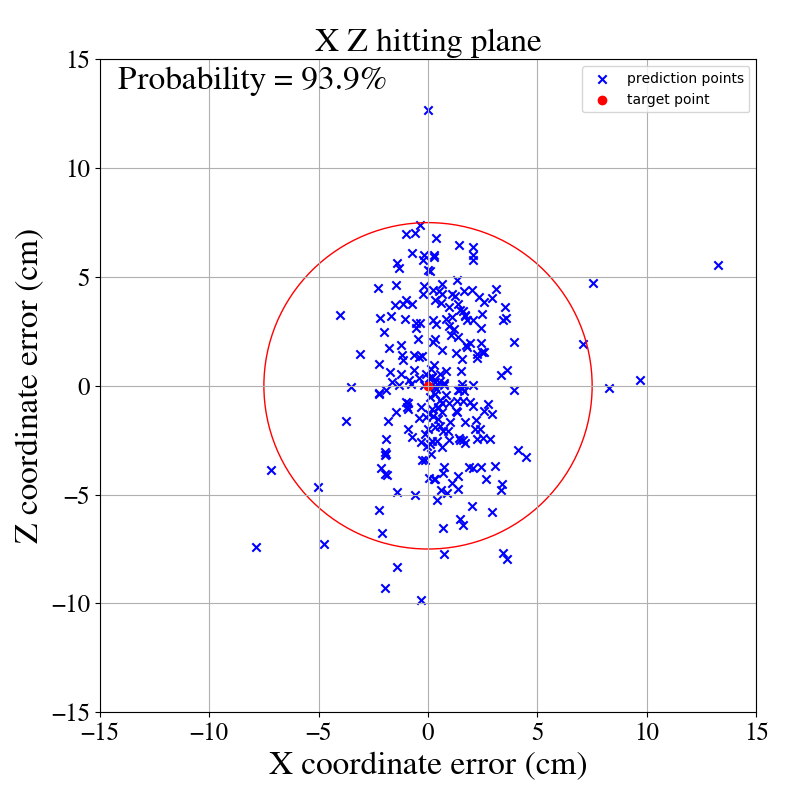 X Z hitting plane
Probability = 93.9%
prediction points
target point
15
10
5
0
−5
−10
−15
Z coordinate error (cm)
−15 −10 −5 0 5 10 15
X coordinate error (cm)